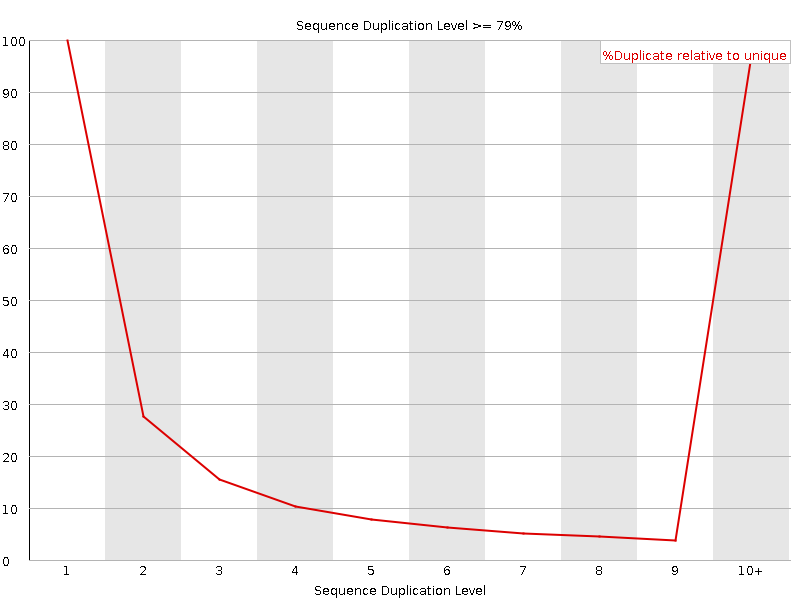 Sequence Duplication Level >= 79%
%Duplicate relative to unique
100
90
80
70
60
50
40
30
20
10
0
1 2 3 4 5 6 7 8 9 10+
Sequence Duplication Level